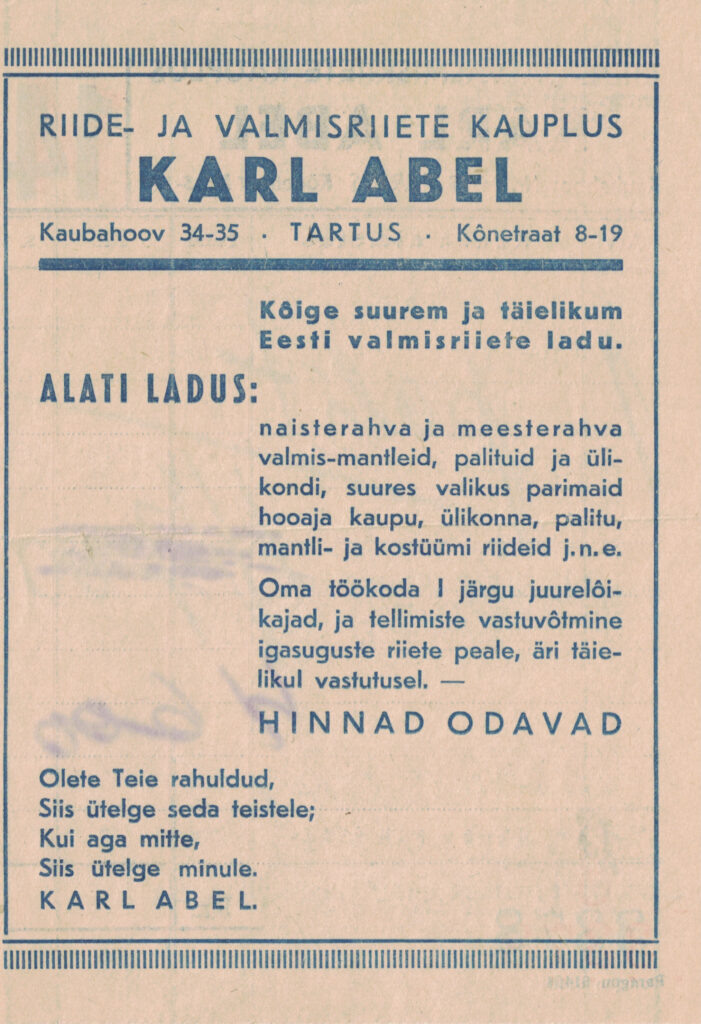 RIIDE- JA VALMISRIIETE KAUPLUS
KARL ABEL
Kaubahoov 34-35 · TARTUS · Kônetraat 8-19
Kôige suurem ja täielikum
Eesti valmisriiete ladu.
ALATI LADUS:
naisterahva ja meesterahva
valmis-mantleid, palituid ja üli-
kondi, suures valikus parimaid
hooaja kaupu, ülikonna, palitu,
mantli- ja kostüümi riideid j.n.e.
Oma töökoda I järgu juurelôi-
kajad, ja tellimiste vastuvôtmine
igasuguste riiete peale, äri täie-
likul vastutusel. —
HINNAD ODAVAD
Olete Teie rahuldud,
Siis ütelge seda teistele;
Kui aga mitte,
Siis ütelge minule.
KARL ABEL.